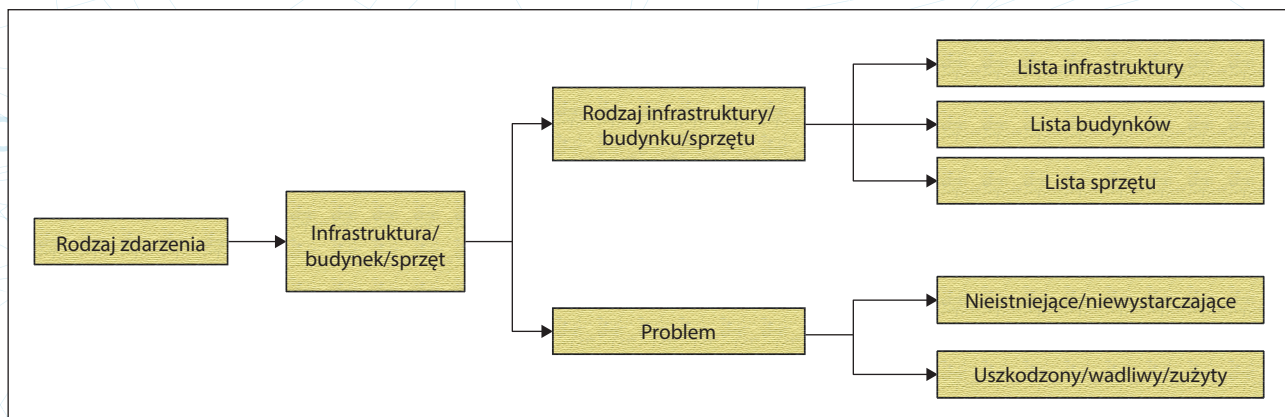 Rodzaj zdarzenia
Infrastruktura/
budynek/sprzęt
Rodzaj infrastruktury/
budynku/sprzętu
Lista infrastruktury
Lista budynków
Lista sprzętu
Problem
Nieistniejące/niewystarczające
Uszkodzony/wadliwy/zużyty